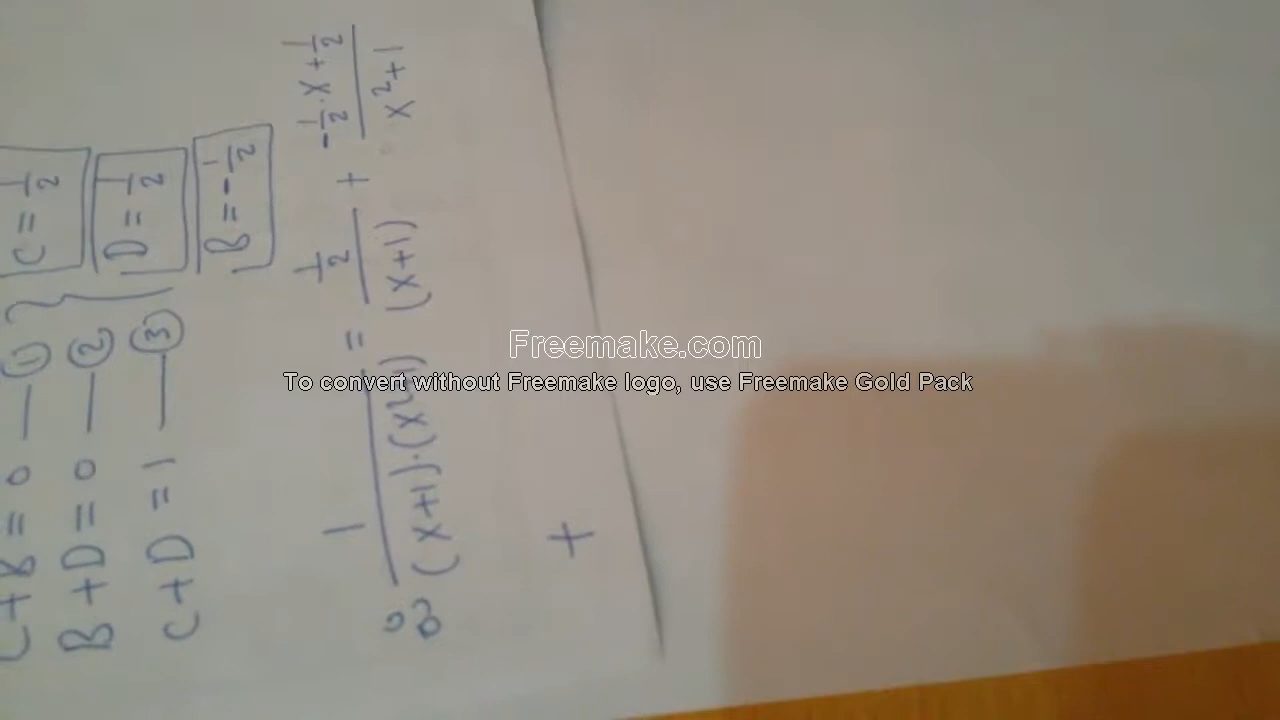 C + B = 0 — ① } C = 1/2
B + D = 0 — ② D = 1/2
C + D = 1 — ③ B = -1/2
∴ 1/((x+1)·(x²+1)) = (1/2)/(x+1) + (-1/2·x + 1/2)/(x²+1)
+
Freemake.com
To convert without Freemake logo, use Freemake Gold Pack